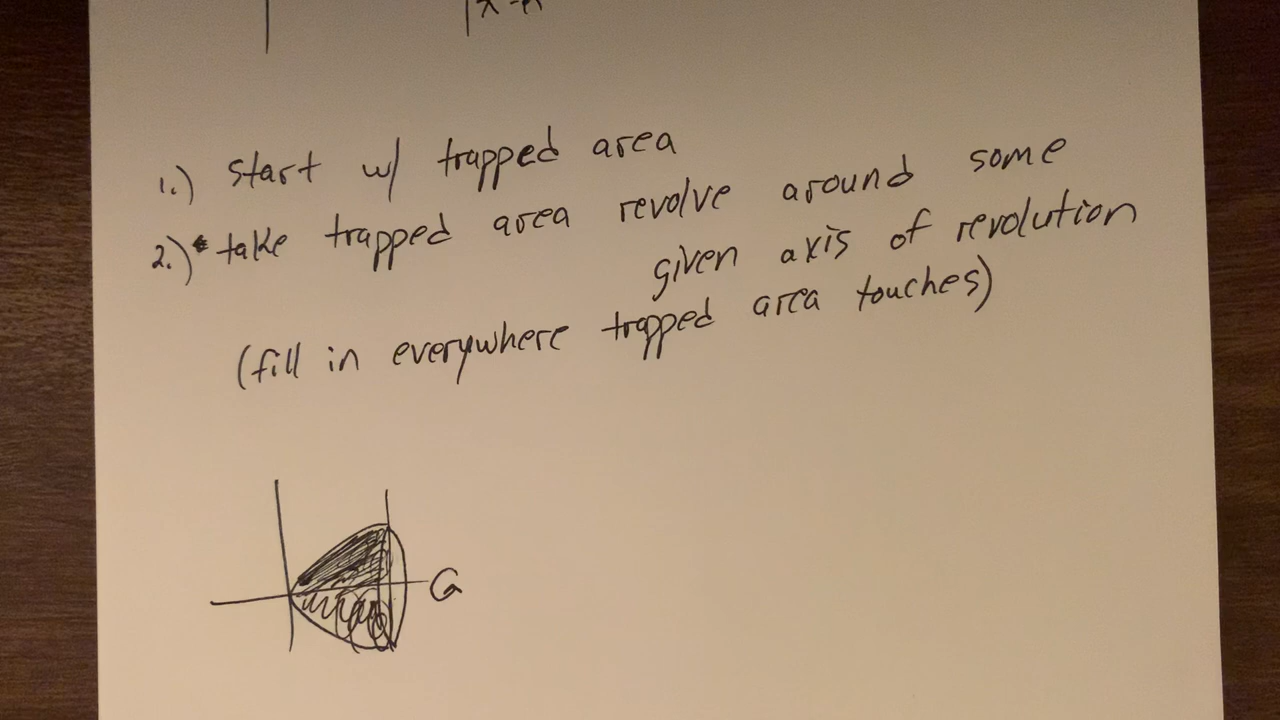 1.) start w/ trapped area
2.) take trapped area revolve around some
given axis of revolution
(fill in everywhere trapped area touches)